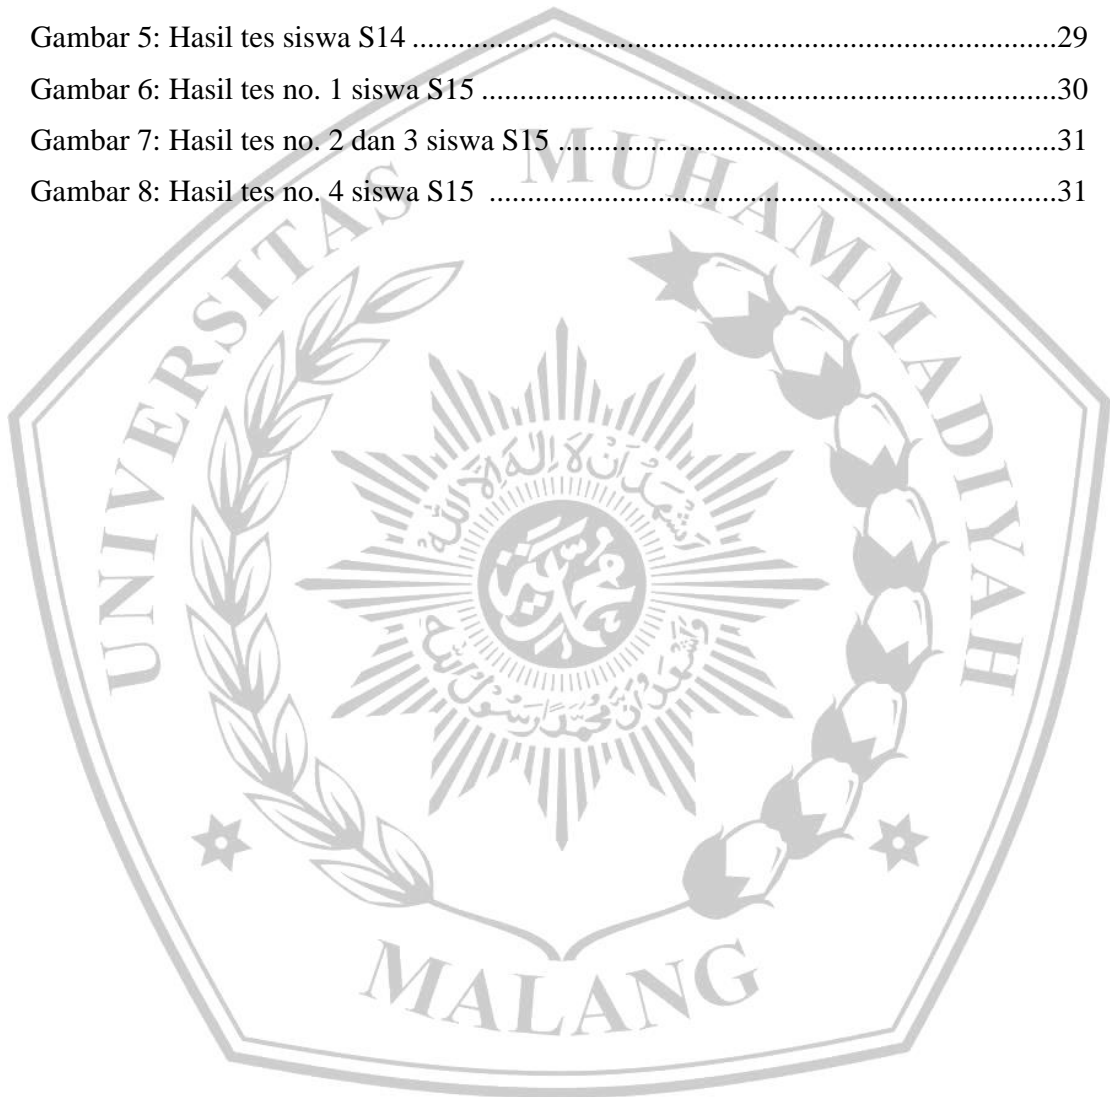 Gambar 5: Hasil tes siswa S14 ....................................................................................29
Gambar 6: Hasil tes no. 1 siswa S15 ...........................................................................30
Gambar 7: Hasil tes no. 2 dan 3 siswa S15 .................................................................31
Gambar 8: Hasil tes no. 4 siswa S15 ..........................................................................31
UNIVERSITAS MUHAMMADIYAH
MALANG